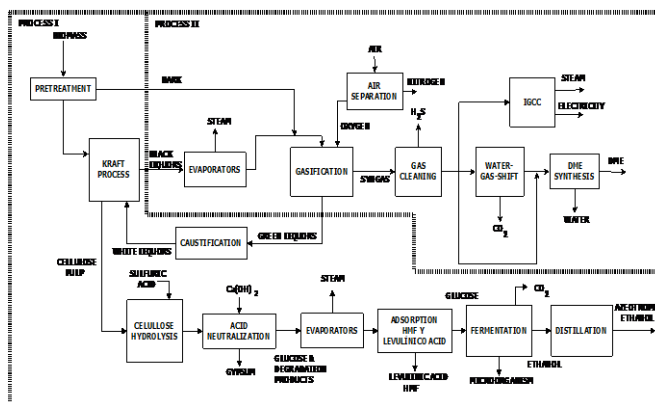 PROCESS I
PROCESS II
BIOMASS
PRETREATMENT
BARK
AIR
AIR
SEPARATION
NITROGEN
OXYGEN
H2S
IGCC
STEAM
ELECTRICITY
KRAFT
PROCESS
BLACK
LIQUORS
STEAM
EVAPORATORS
GASIFICATION
SYNGAS
GAS
CLEANING
WATER-
GAS-SHIFT
CO2
DME
SYNTHESIS
DME
WATER
WHITE LIQUORS
CAUSTIFICATION
GREEN LIQUORS
CELLULOSE
PULP
SULFURIC
ACID
CELULLOSE
HYDROLYSIS
Ca(OH)2
ACID
NEUTRALIZATION
GYPSUM
GLUCOSE &
DEGRADATION
PRODUCTS
STEAM
EVAPORATORS
ADSORPTION
HMF Y
LEVULÍNICO ACID
LEVULINIC ACID
HMF
GLUCOSE
CO2
FERMENTATION
MICROORGANISM
ETHANOL
DISTILLATION
AZEOTROPE
ETHANOL